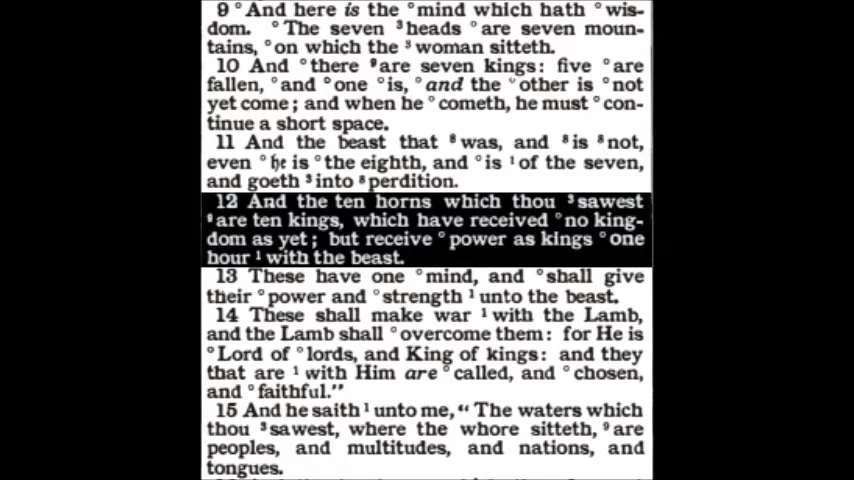 9 °And here is the °mind which hath °wis-
dom. °The seven ³heads °are seven moun-
tains, °on which the ³woman sitteth.
10 And °there ⁹are seven kings: five °are
fallen, °and °one °is, °and the °other is °not
yet come; and when he °cometh, he must °con-
tinue a short space.
11 And the beast that ⁸was, and ⁸is ⁸not,
even °he is °the eighth, and °is ¹of the seven,
and goeth ³into ⁸perdition.
12 And the ten horns which thou ³sawest
⁹are ten kings, which have received °no king-
dom as yet; but receive °power as kings °one
hour ¹with the beast.
13 These have one °mind, and °shall give
their °power and °strength ¹unto the beast.
14 These shall make war ¹with the Lamb,
and the Lamb shall °overcome them: for He is
°Lord of °lords, and King of kings: and they
that are ¹with Him are °called, and °chosen,
and °faithful."
15 And he saith ¹unto me, "The waters which
thou ³sawest, where the whore sitteth, ⁹are
peoples, and multitudes, and nations, and
tongues.